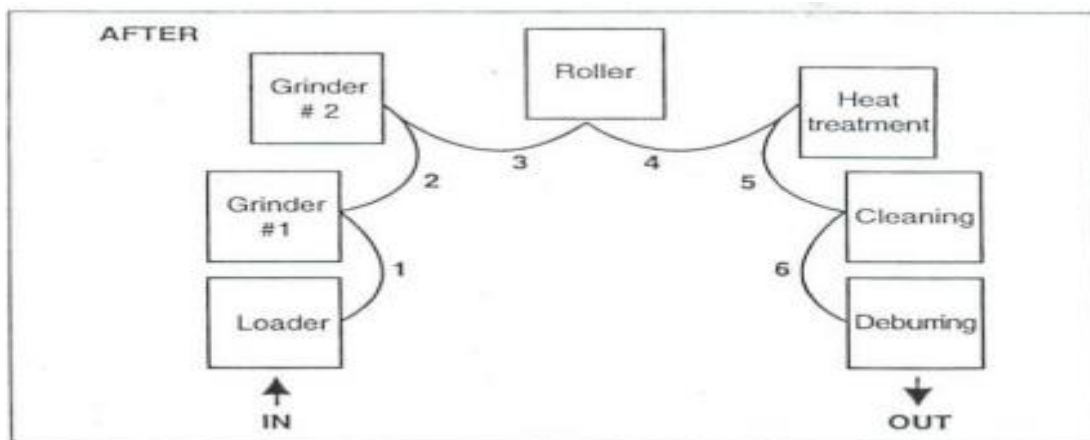 AFTER
Grinder
# 2
Roller
Heat
treatment
3
4
2
5
Grinder
#1
Cleaning
1
6
Loader
Deburring
IN
OUT